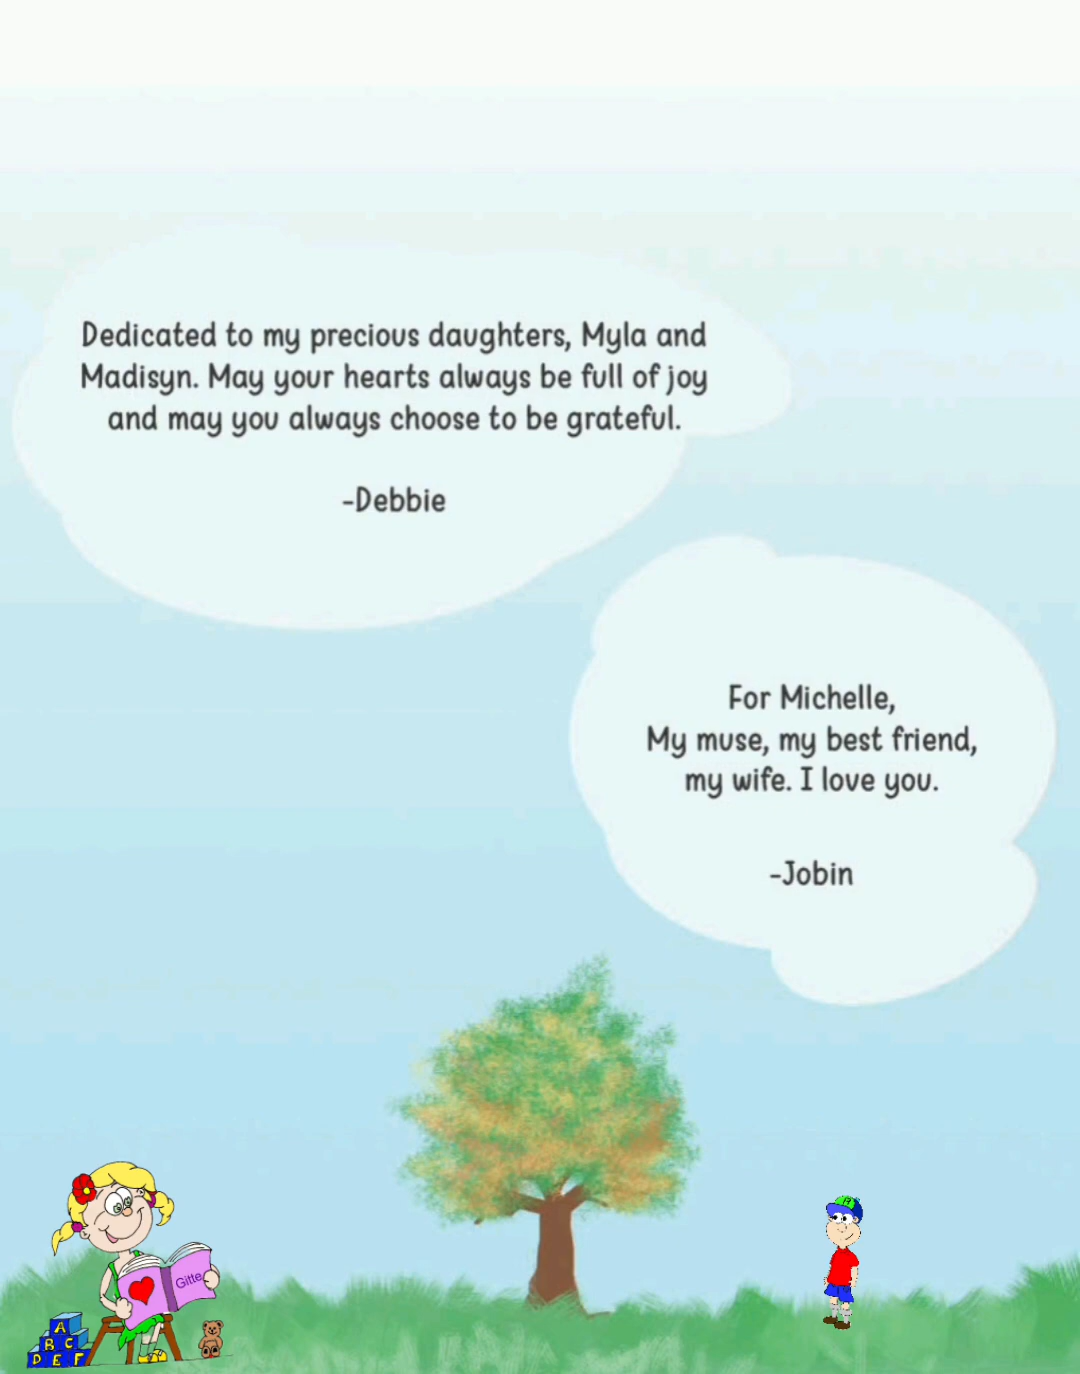 Dedicated to my precious daughters, Myla and
Madisyn. May your hearts always be full of joy
and may you always choose to be grateful.
-Debbie
For Michelle,
My muse, my best friend,
my wife. I love you.
-Jobin
Gitte
A
B C
D E F